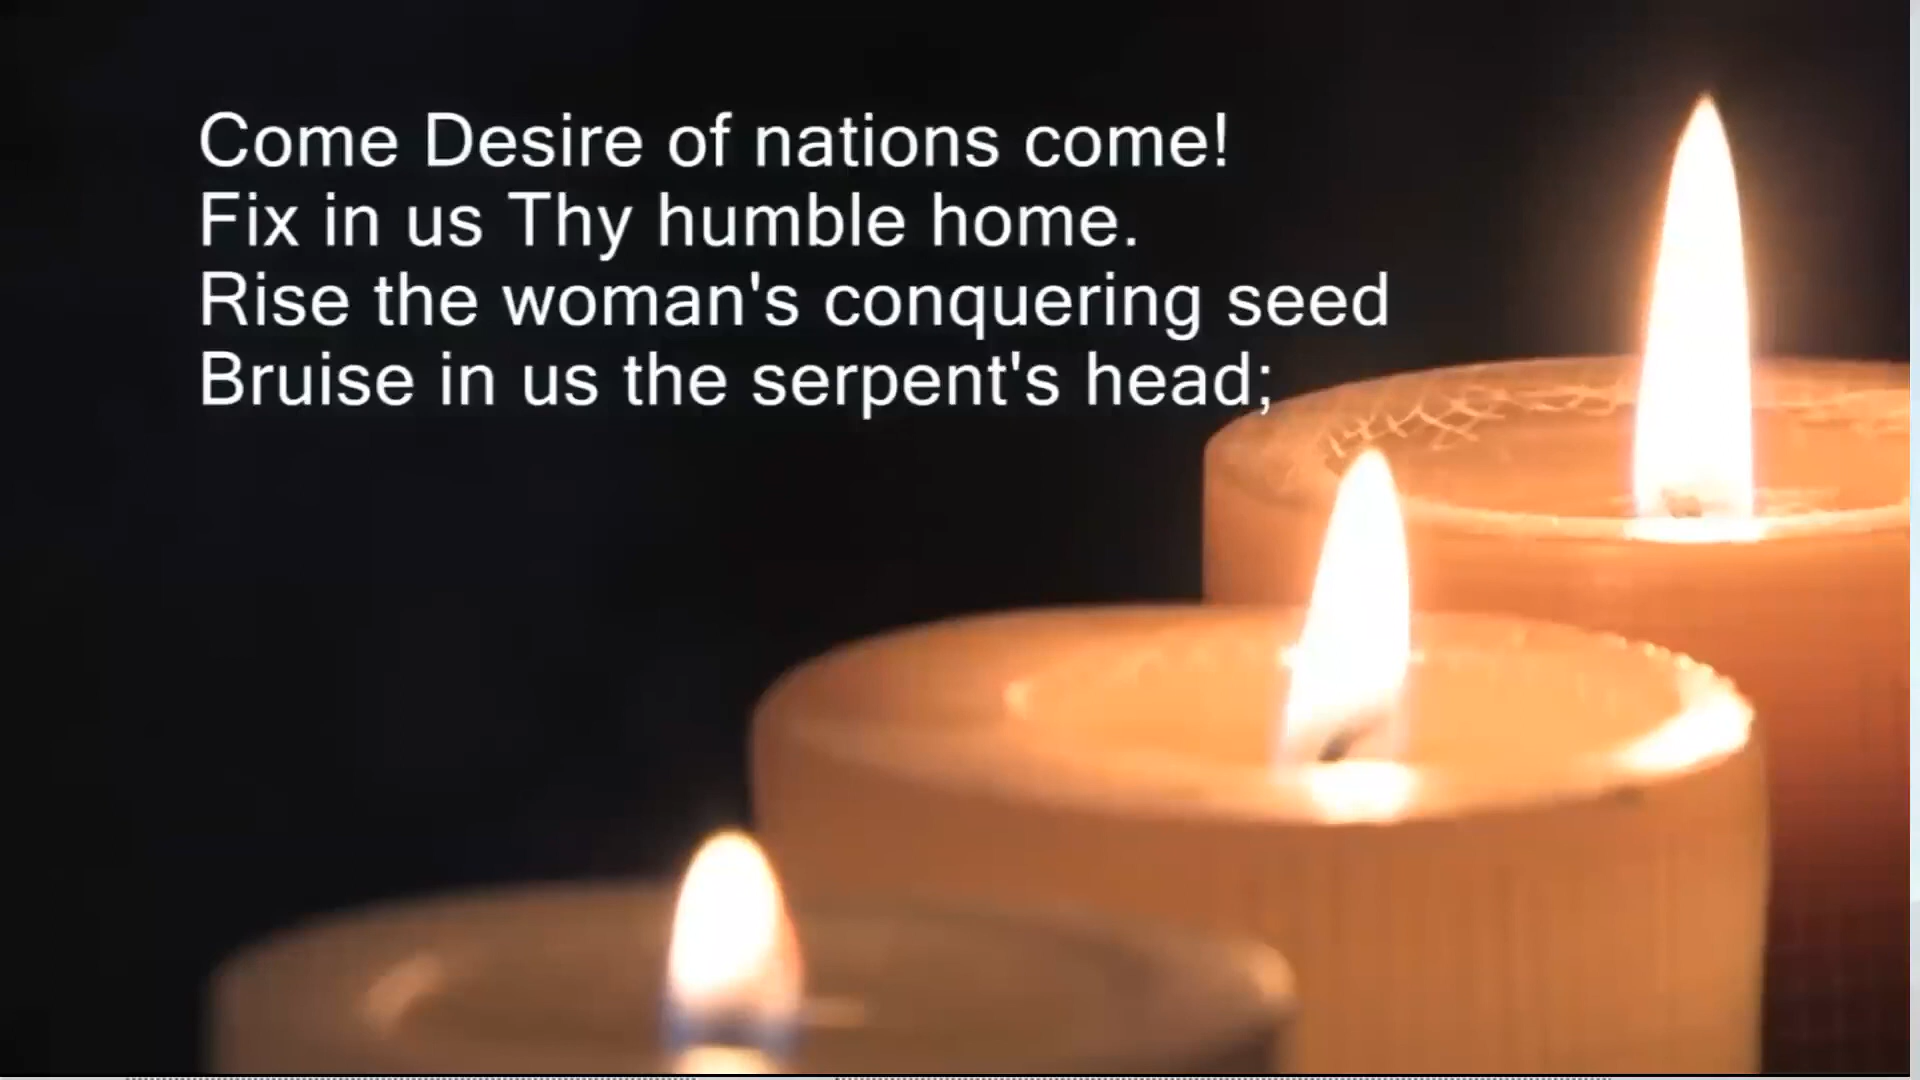 Come Desire of nations come!
Fix in us Thy humble home.
Rise the woman's conquering seed
Bruise in us the serpent's head;